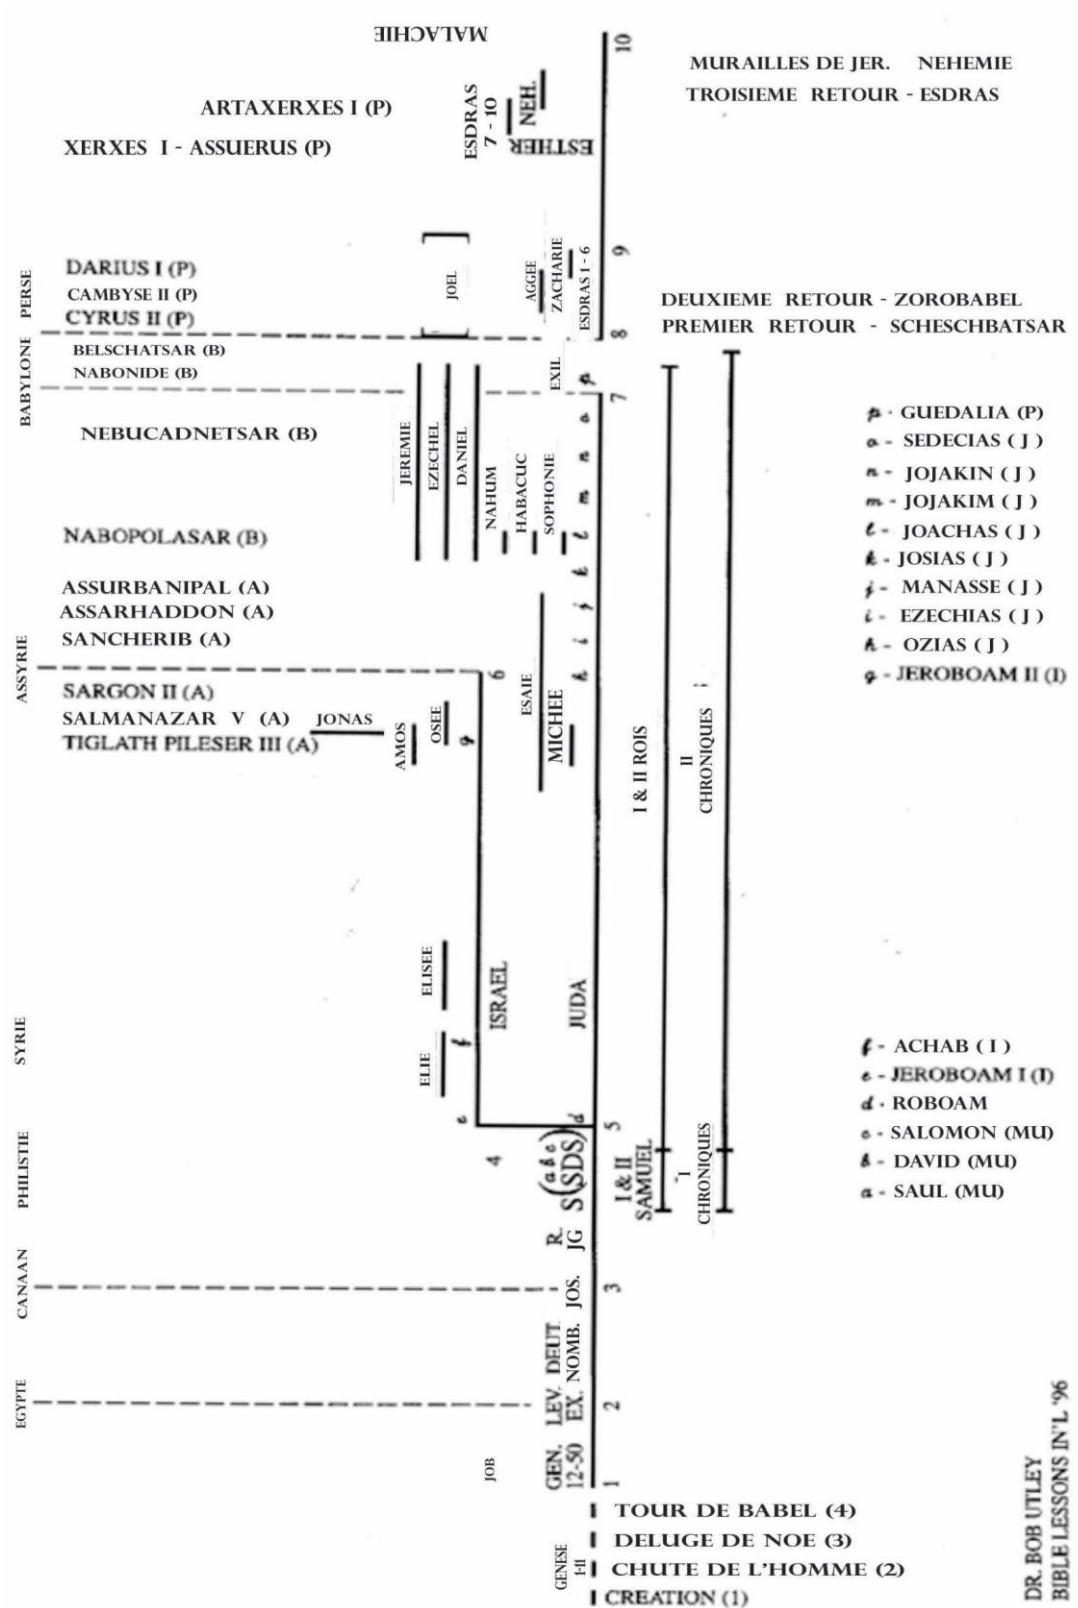 MALACHIE
10
MURAILLES DE JER. NEHEMIE
TROISIEME RETOUR - ESDRAS
ARTAXERXES I (P)
XERXES I - ASSUERUS (P)
ESDRAS
7 - 10
NEH.
ESTHER
9
DARIUS I (P)
CAMBYSE II (P)
CYRUS II (P)
PERSE
JOEL
AGGEE
ZACHARIE
ESDRAS 1 - 6
DEUXIEME RETOUR - ZOROBABEL
PREMIER RETOUR - SCHESCHBATSAR
8
BABYLONE
BELSCHATSAR (B)
NABONIDE (B)
EXIL
p
7
NEBUCADNETSAR (B)
JEREMIE
EZECHEL
DANIEL
NAHUM
HABACUC
SOPHONIE
o
n
m
l
k
j
i
h
NABOPOLASAR (B)
ASSURBANIPAL (A)
ASSARHADDON (A)
SANCHERIB (A)
ASSYRIE
6
SARGON II (A)
SALMANAZAR V (A)
TIGLATH PILESER III (A)
JONAS
AMOS
OSEE
g
ESAIE
MICHEE
I & II ROIS
II
CHRONIQUES
p - GUEDALIA (P)
o - SEDECIAS ( J )
n - JOJAKIN ( J )
m - JOJAKIM ( J )
l - JOACHAS ( J )
k - JOSIAS ( J )
j - MANASSE ( J )
i - EZECHIAS ( J )
h - OZIAS ( J )
g - JEROBOAM II (I)
ELISEE
ELIE
f
e
ISRAEL
JUDA
d
5
SYRIE
f - ACHAB ( I )
e - JEROBOAM I (I)
d - ROBOAM
c - SALOMON (MU)
b - DAVID (MU)
a - SAUL (MU)
PHILISTIE
4
(a b c)
S(SDS)
I & II
SAMUEL
I
CHRONIQUES
R.
JG
CANAAN
JOS.
3
LEV. DEUT.
EX. NOMB.
EGYPTE
2
JOB
GEN.
12-50
1
GENESE
1-11
TOUR DE BABEL (4)
DELUGE DE NOE (3)
CHUTE DE L'HOMME (2)
CREATION (1)
DR. BOB UTLEY
BIBLE LESSONS IN'L '96